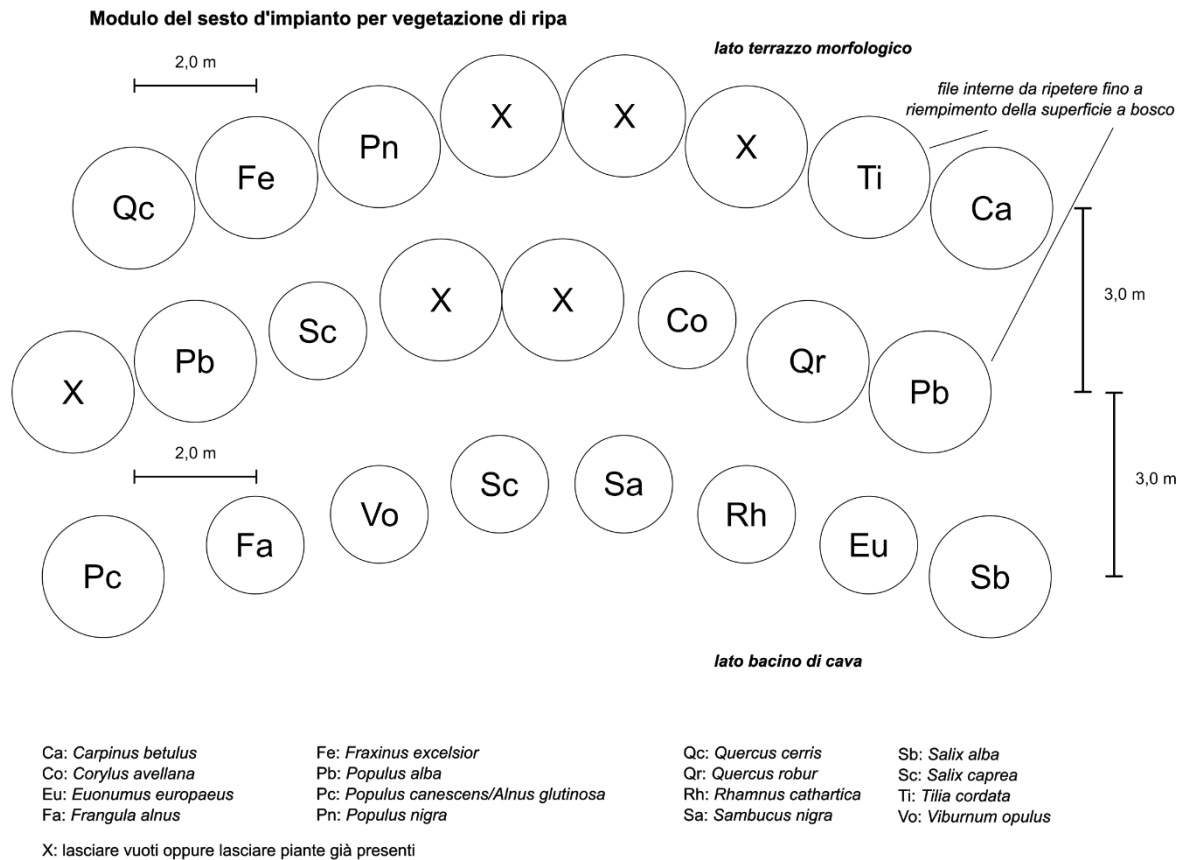 Modulo del sesto d'impianto per vegetazione di ripa
lato terrazzo morfologico
2,0 m
file interne da ripetere fino a
riempimento della superficie a bosco
Qc Fe Pn X X X Ti Ca
3,0 m
X Pb Sc X X Co Qr Pb
2,0 m
3,0 m
Pc Fa Vo Sc Sa Rh Eu Sb
lato bacino di cava
Ca: Carpinus betulus
Co: Corylus avellana
Eu: Euonumus europaeus
Fa: Frangula alnus
Fe: Fraxinus excelsior
Pb: Populus alba
Pc: Populus canescens/Alnus glutinosa
Pn: Populus nigra
Qc: Quercus cerris
Qr: Quercus robur
Rh: Rhamnus cathartica
Sa: Sambucus nigra
Sb: Salix alba
Sc: Salix caprea
Ti: Tilia cordata
Vo: Viburnum opulus
X: lasciare vuoti oppure lasciare piante già presenti